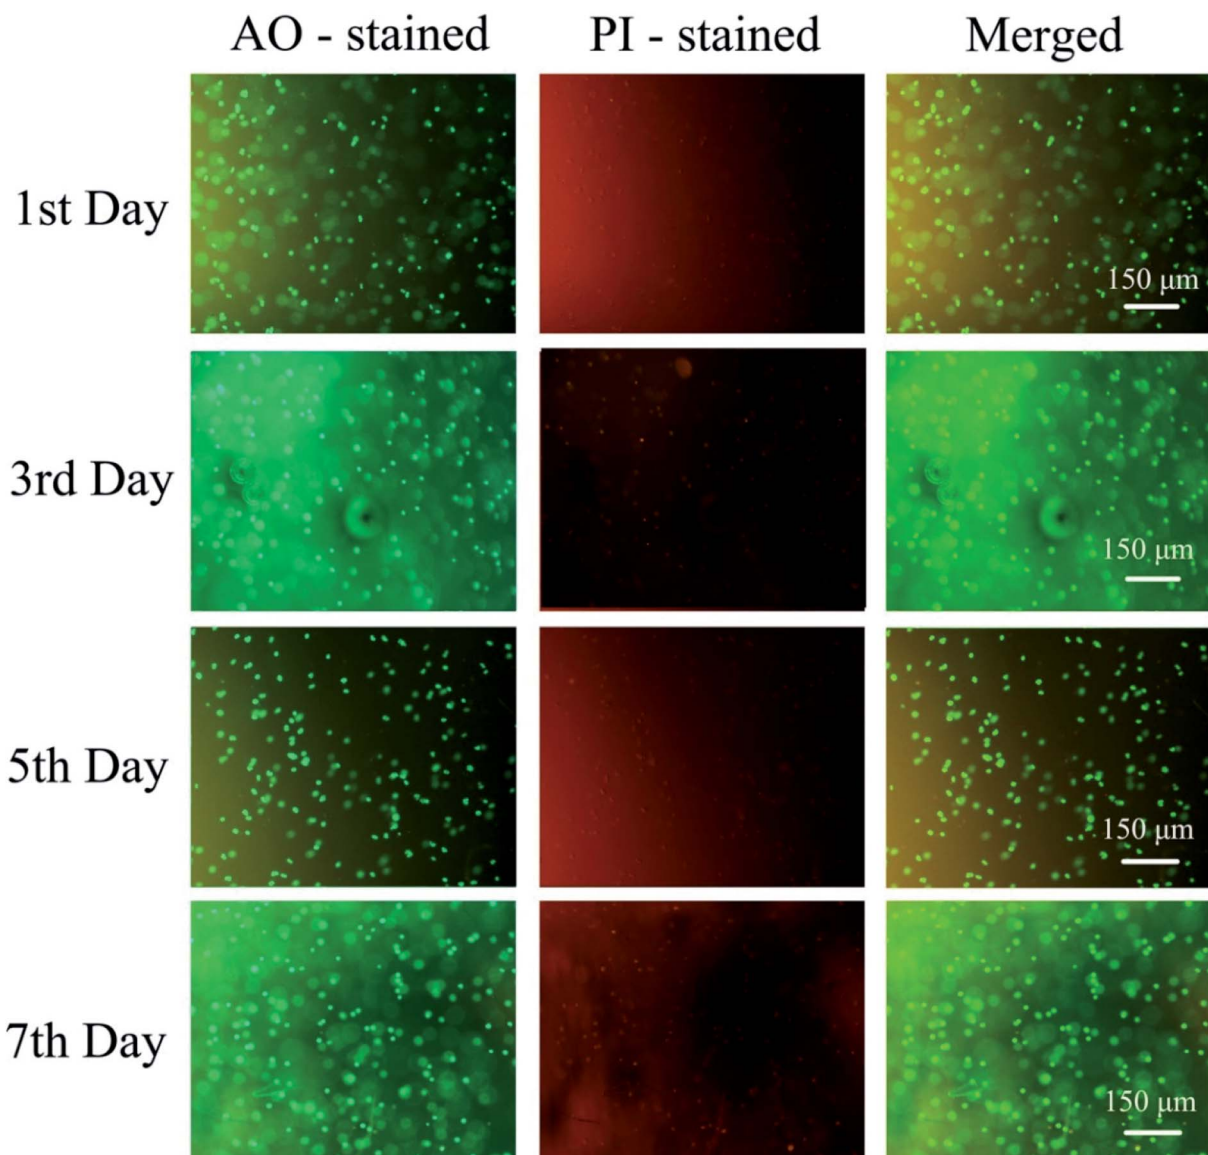 AO - stained PI - stained Merged
1st Day
150 μm
3rd Day
150 μm
5th Day
150 μm
7th Day
150 μm